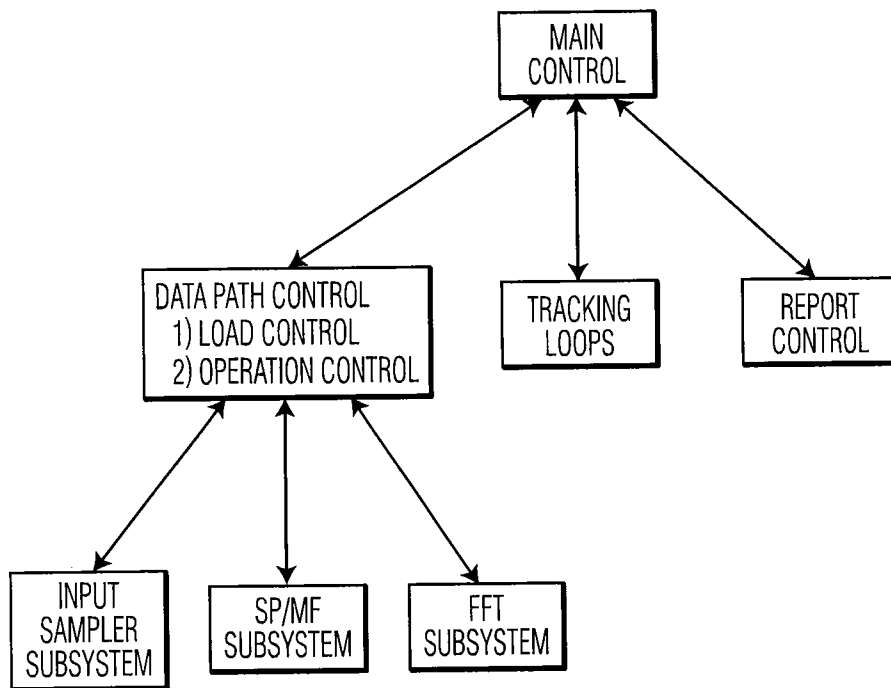 MAIN
CONTROL
DATA PATH CONTROL
1) LOAD CONTROL
2) OPERATION CONTROL
TRACKING
LOOPS
REPORT
CONTROL
INPUT
SAMPLER
SUBSYSTEM
SP/MF
SUBSYSTEM
FFT
SUBSYSTEM